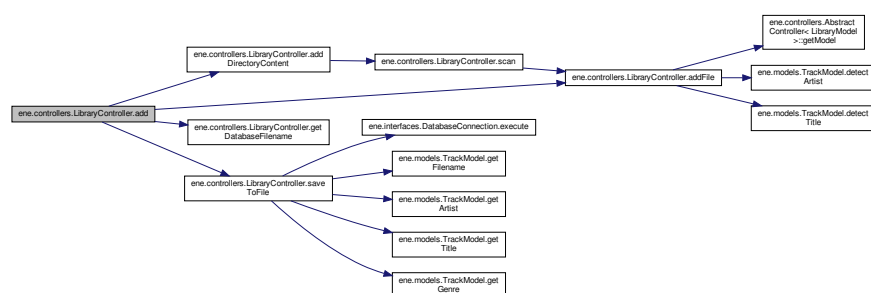 ene.controllers.Abstract
Controller< LibraryModel
>::getModel
ene.controllers.LibraryController.add
DirectoryContent
ene.controllers.LibraryController.scan
ene.controllers.LibraryController.addFile
ene.models.TrackModel.detect
Artist
ene.controllers.LibraryController.add
ene.models.TrackModel.detect
Title
ene.controllers.LibraryController.get
DatabaseFilename
ene.interfaces.DatabaseConnection.execute
ene.models.TrackModel.get
Filename
ene.controllers.LibraryController.save
ToFile
ene.models.TrackModel.get
Artist
ene.models.TrackModel.get
Title
ene.models.TrackModel.get
Genre